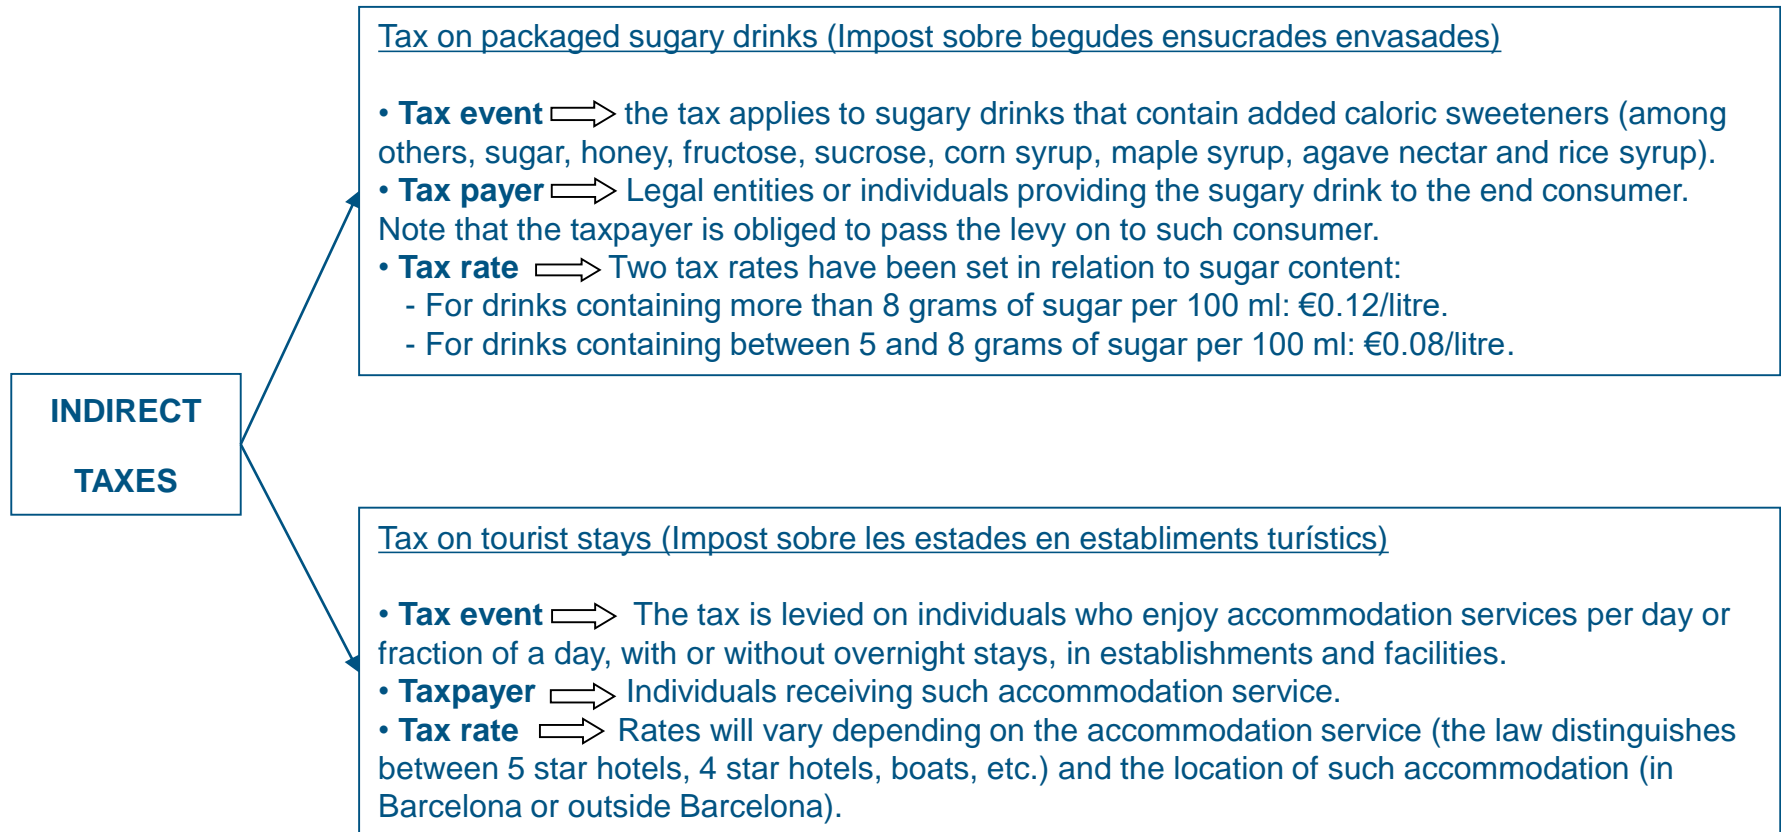 Tax on packaged sugary drinks (Impost sobre begudes ensucrades envasades)
• Tax event the tax applies to sugary drinks that contain added caloric sweeteners (among
others, sugar, honey, fructose, sucrose, corn syrup, maple syrup, agave nectar and rice syrup).
• Tax payer Legal entities or individuals providing the sugary drink to the end consumer.
Note that the taxpayer is obliged to pass the levy on to such consumer.
• Tax rate Two tax rates have been set in relation to sugar content:
- For drinks containing more than 8 grams of sugar per 100 ml: €0.12/litre.
- For drinks containing between 5 and 8 grams of sugar per 100 ml: €0.08/litre.
INDIRECT
TAXES
Tax on tourist stays (Impost sobre les estades en establiments turístics)
• Tax event The tax is levied on individuals who enjoy accommodation services per day or
fraction of a day, with or without overnight stays, in establishments and facilities.
• Taxpayer Individuals receiving such accommodation service.
• Tax rate Rates will vary depending on the accommodation service (the law distinguishes
between 5 star hotels, 4 star hotels, boats, etc.) and the location of such accommodation (in
Barcelona or outside Barcelona).